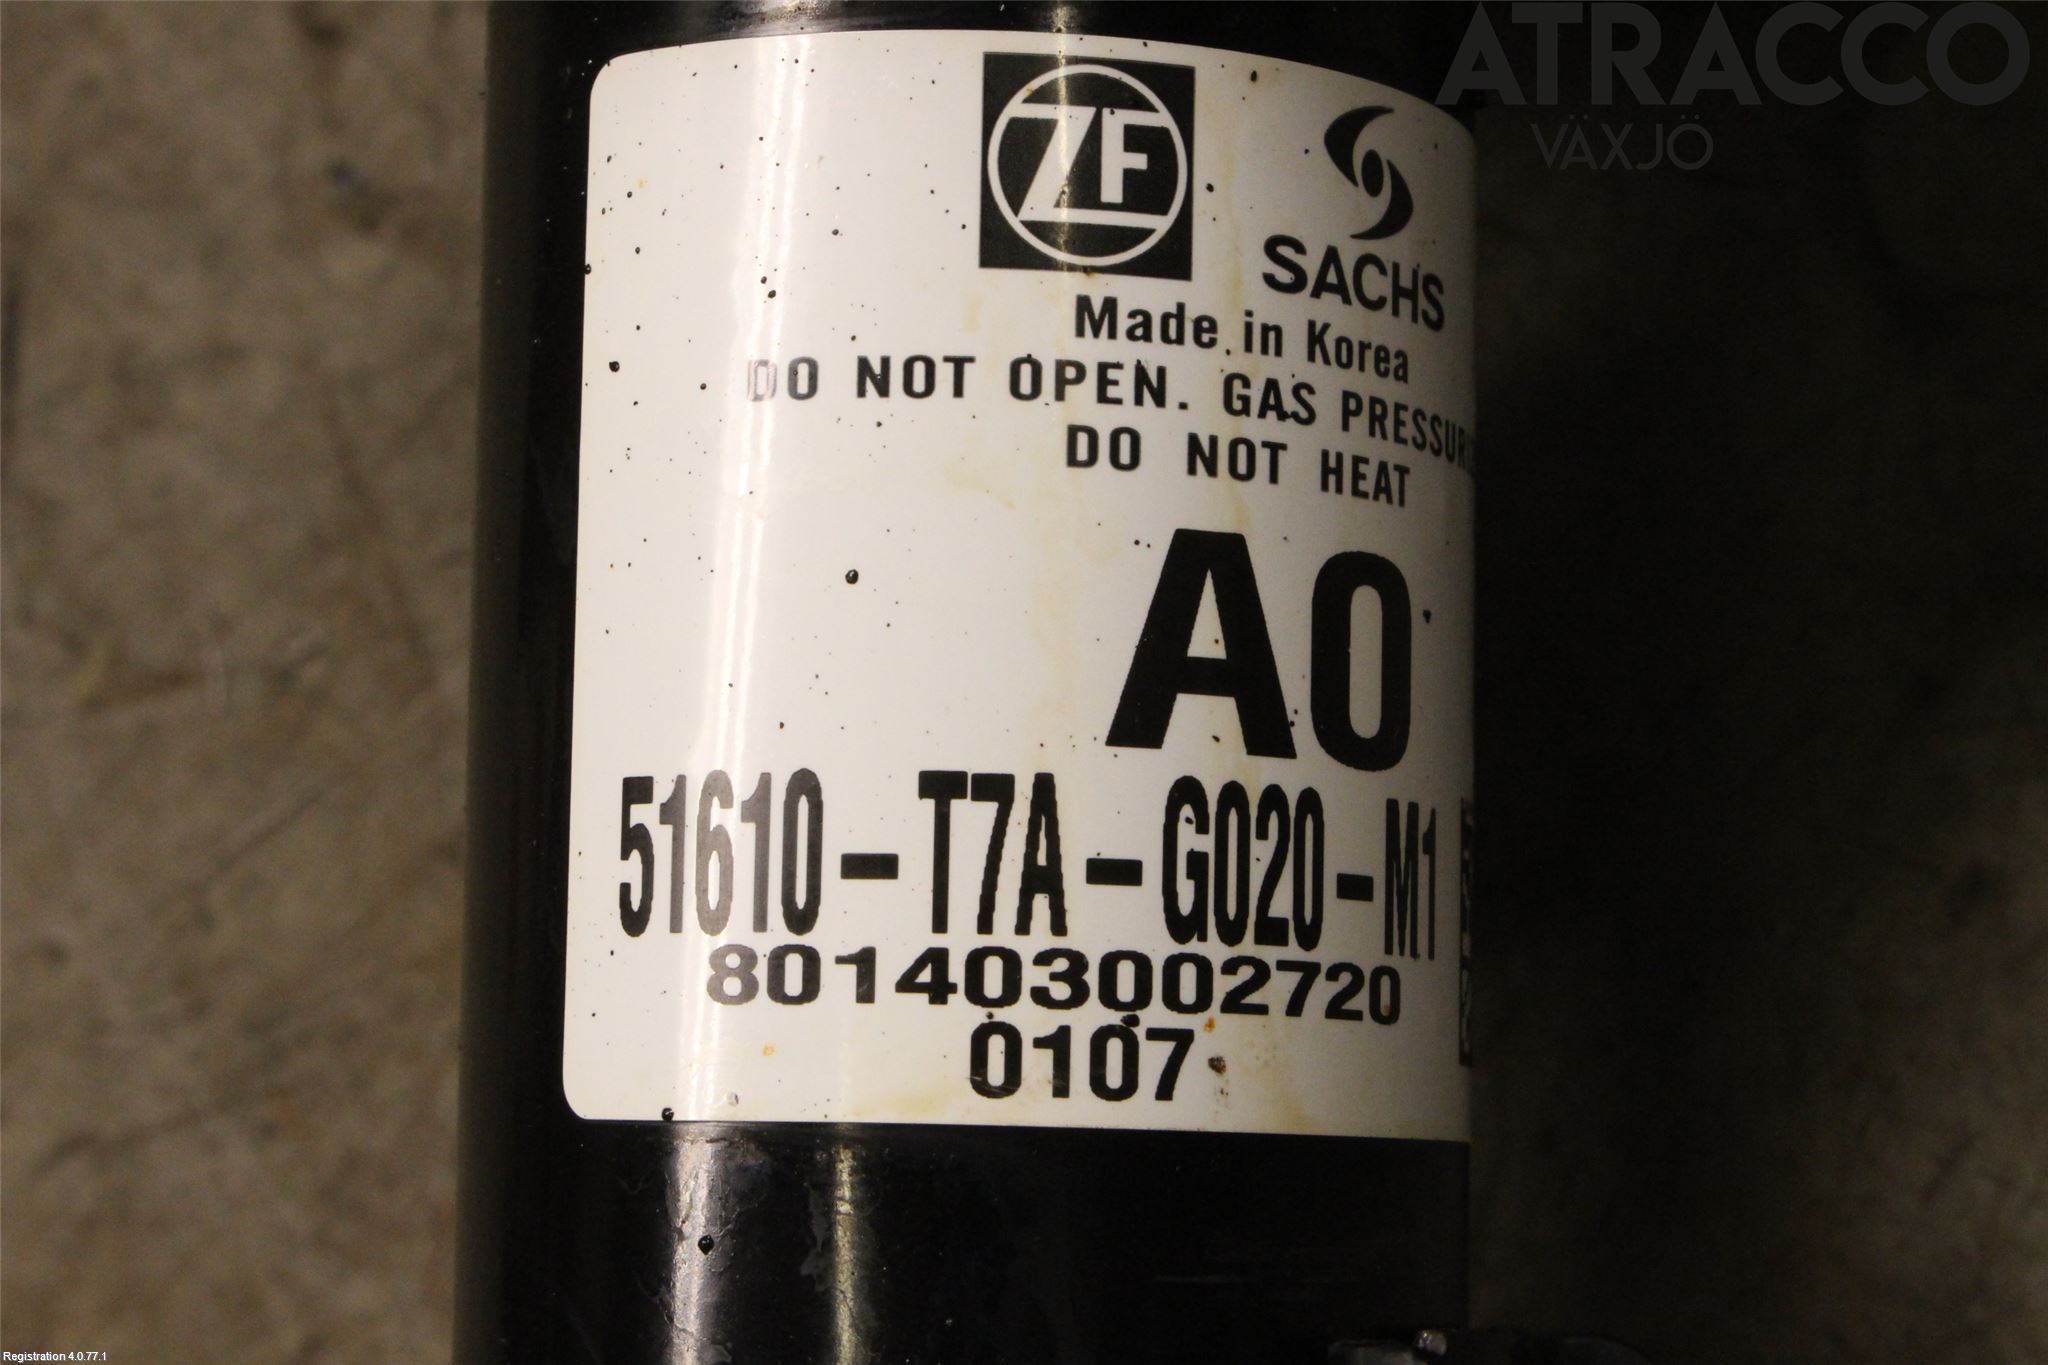 ATRACCO
VÄXJÖ
ZF
SACHS
Made in Korea
DO NOT OPEN. GAS
DO NOT HEAT
A0
51610-T7A-G020-M1
801403002720
0107
Registration 4.0.77.1